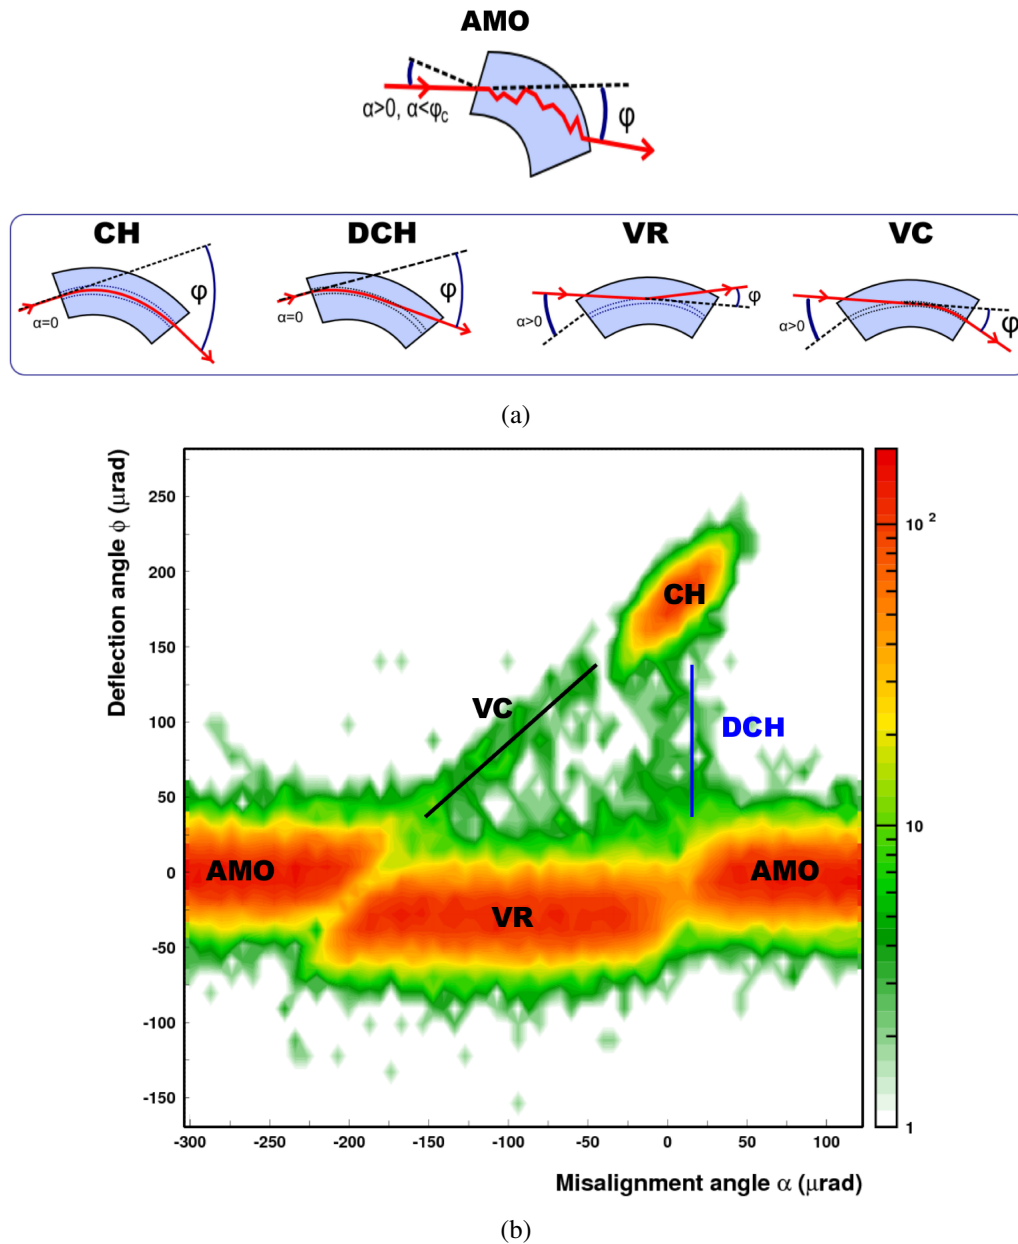 AMO
α>0, α<φc
φ
CH DCH VR VC
φ
α=0
φ
α=0
φ
α>0
φ
α>0
(a)
Deflection angle ϕ (μrad)
250
200
150
100
50
0
-50
-100
-150
CH
VC
DCH
AMO
VR
AMO
10 2
10
1
-300 -250 -200 -150 -100 -50 0 50 100
Misalignment angle α (μrad)
(b)